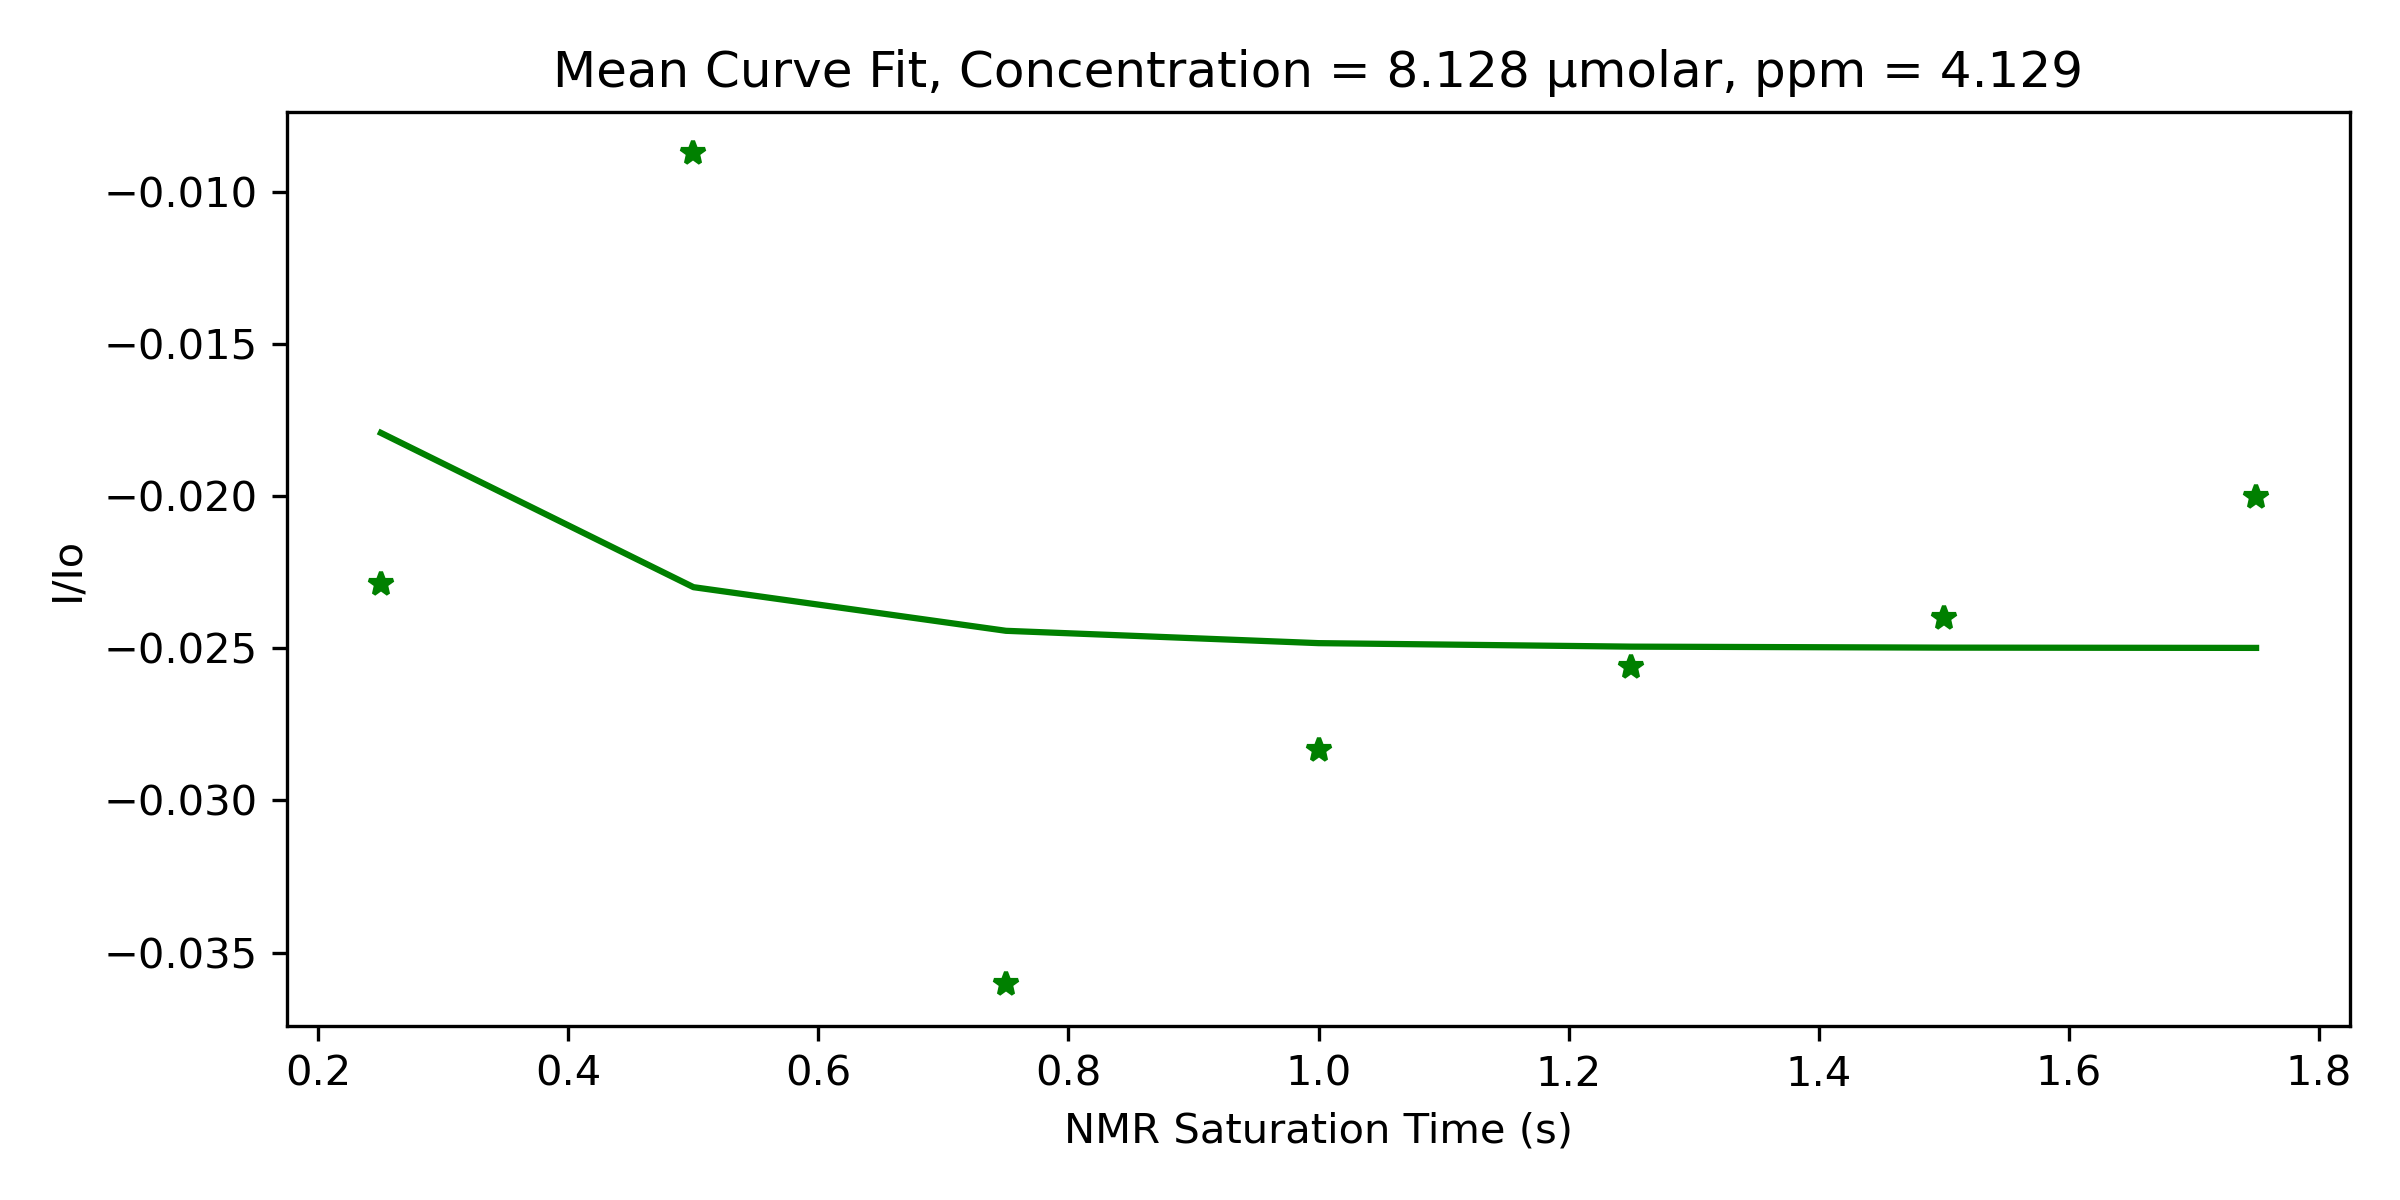 Mean Curve Fit, Concentration = 8.128 µmolar, ppm = 4.129
−0.010
−0.015
−0.020
−0.025
−0.030
−0.035
I/Io
0.2 0.4 0.6 0.8 1.0 1.2 1.4 1.6 1.8
NMR Saturation Time (s)